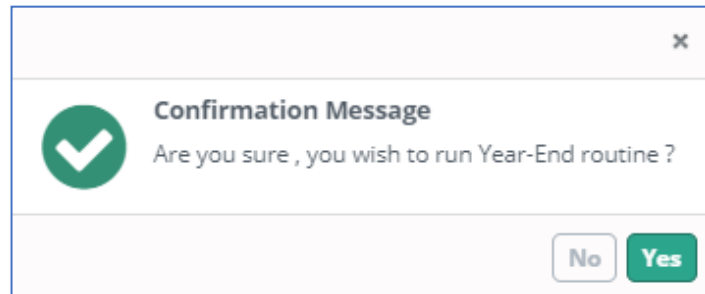 ×
Confirmation Message
Are you sure , you wish to run Year-End routine ?
No Yes